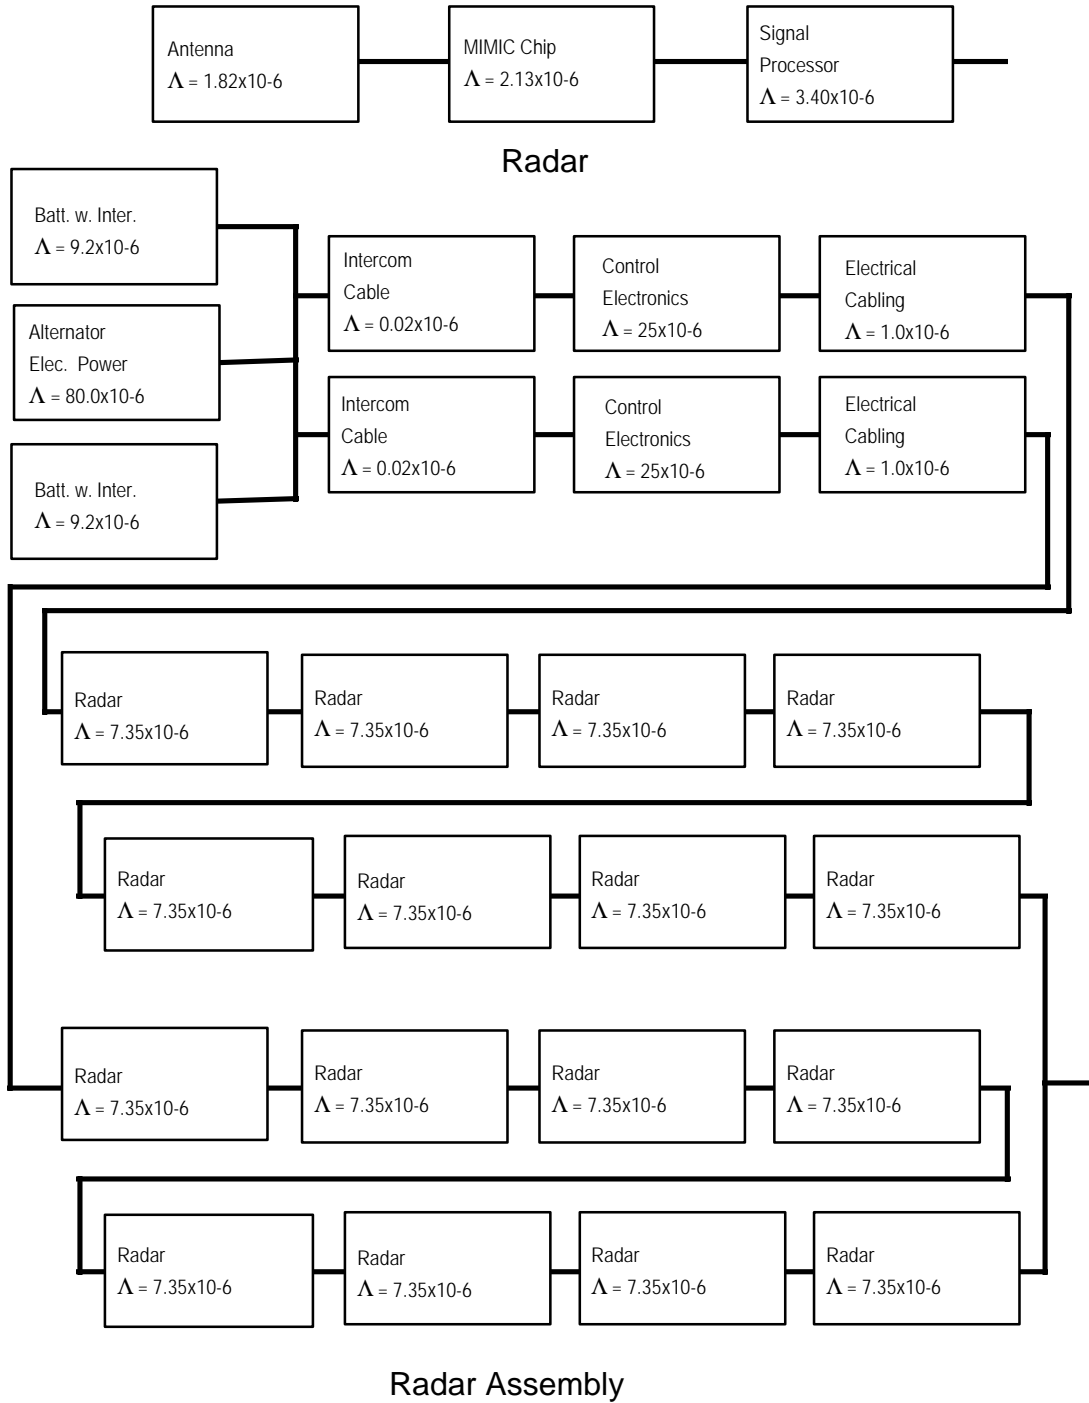 Antenna
Λ = 1.82x10-6
MIMIC Chip
Λ = 2.13x10-6
Signal
Processor
Λ = 3.40x10-6
Radar
Batt. w. Inter.
Λ = 9.2x10-6
Alternator
Elec. Power
Λ = 80.0x10-6
Batt. w. Inter.
Λ = 9.2x10-6
Intercom
Cable
Λ = 0.02x10-6
Control
Electronics
Λ = 25x10-6
Electrical
Cabling
Λ = 1.0x10-6
Intercom
Cable
Λ = 0.02x10-6
Control
Electronics
Λ = 25x10-6
Electrical
Cabling
Λ = 1.0x10-6
Radar
Λ = 7.35x10-6
Radar
Λ = 7.35x10-6
Radar
Λ = 7.35x10-6
Radar
Λ = 7.35x10-6
Radar
Λ = 7.35x10-6
Radar
Λ = 7.35x10-6
Radar
Λ = 7.35x10-6
Radar
Λ = 7.35x10-6
Radar
Λ = 7.35x10-6
Radar
Λ = 7.35x10-6
Radar
Λ = 7.35x10-6
Radar
Λ = 7.35x10-6
Radar
Λ = 7.35x10-6
Radar
Λ = 7.35x10-6
Radar
Λ = 7.35x10-6
Radar
Λ = 7.35x10-6
Radar Assembly